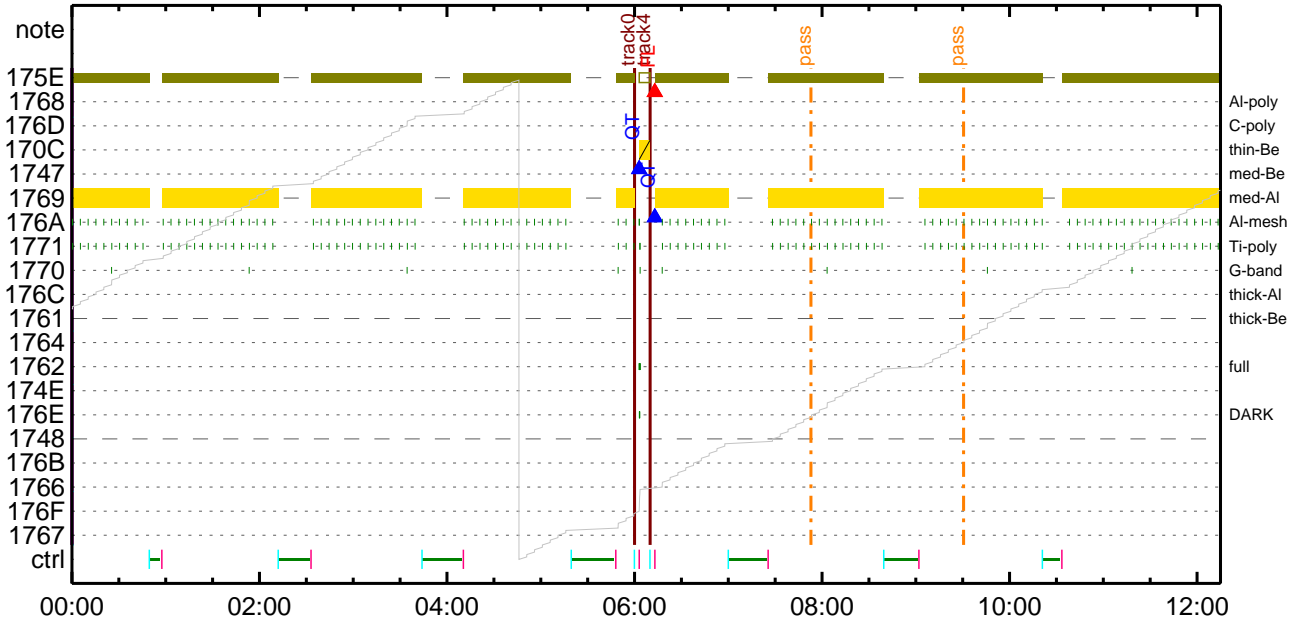 note
track0
track4
FL
pass
pass
175E
1768
Al-poly
176D
C-poly
QT
170C
thin-Be
1747
med-Be
QT
1769
med-Al
176A
Al-mesh
1771
Ti-poly
1770
G-band
176C
thick-Al
1761
thick-Be
1764
1762
full
174E
176E
DARK
1748
176B
1766
176F
1767
ctrl
00:00
02:00
04:00
06:00
08:00
10:00
12:00